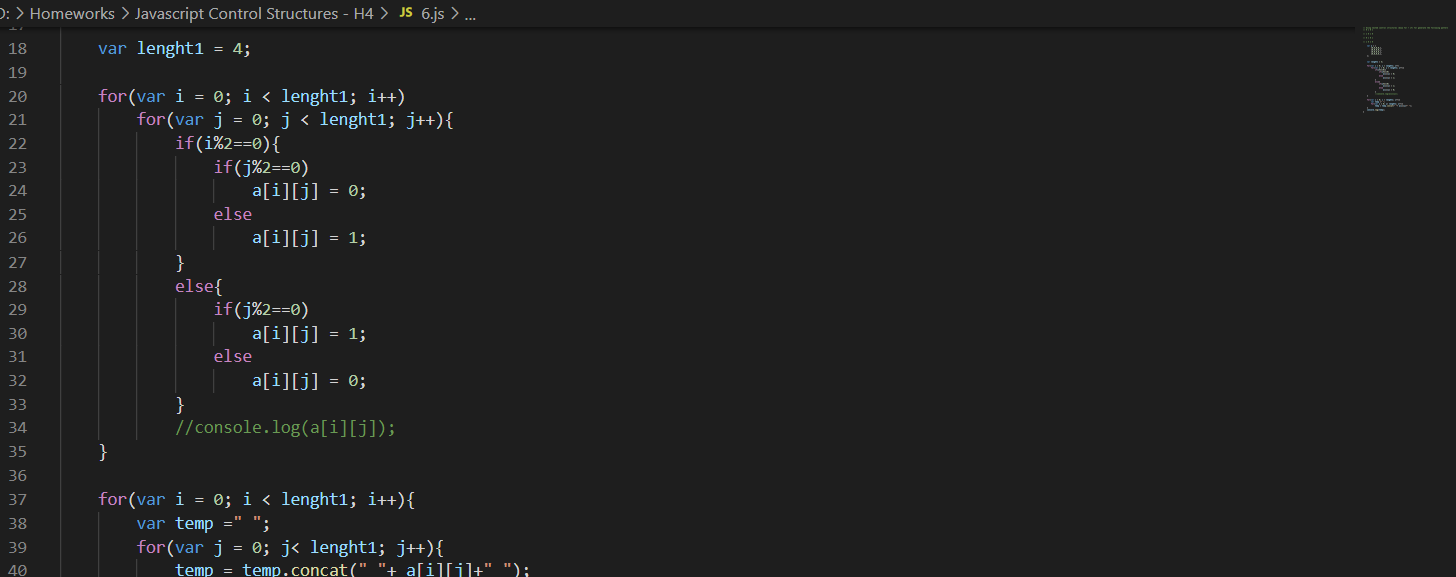 D: > Homeworks > Javascript Control Structures - H4 > JS 6.js > ...
17
18 var lenght1 = 4;
19
20 for(var i = 0; i < lenght1; i++)
21 for(var j = 0; j < lenght1; j++){
22 if(i%2==0){
23 if(j%2==0)
24 a[i][j] = 0;
25 else
26 a[i][j] = 1;
27 }
28 else{
29 if(j%2==0)
30 a[i][j] = 1;
31 else
32 a[i][j] = 0;
33 }
34 //console.log(a[i][j]);
35 }
36
37 for(var i = 0; i < lenght1; i++){
38 var temp =" ";
39 for(var j = 0; j< lenght1; j++){
40 temp = temp.concat(" "+ a[i][j]+" ");